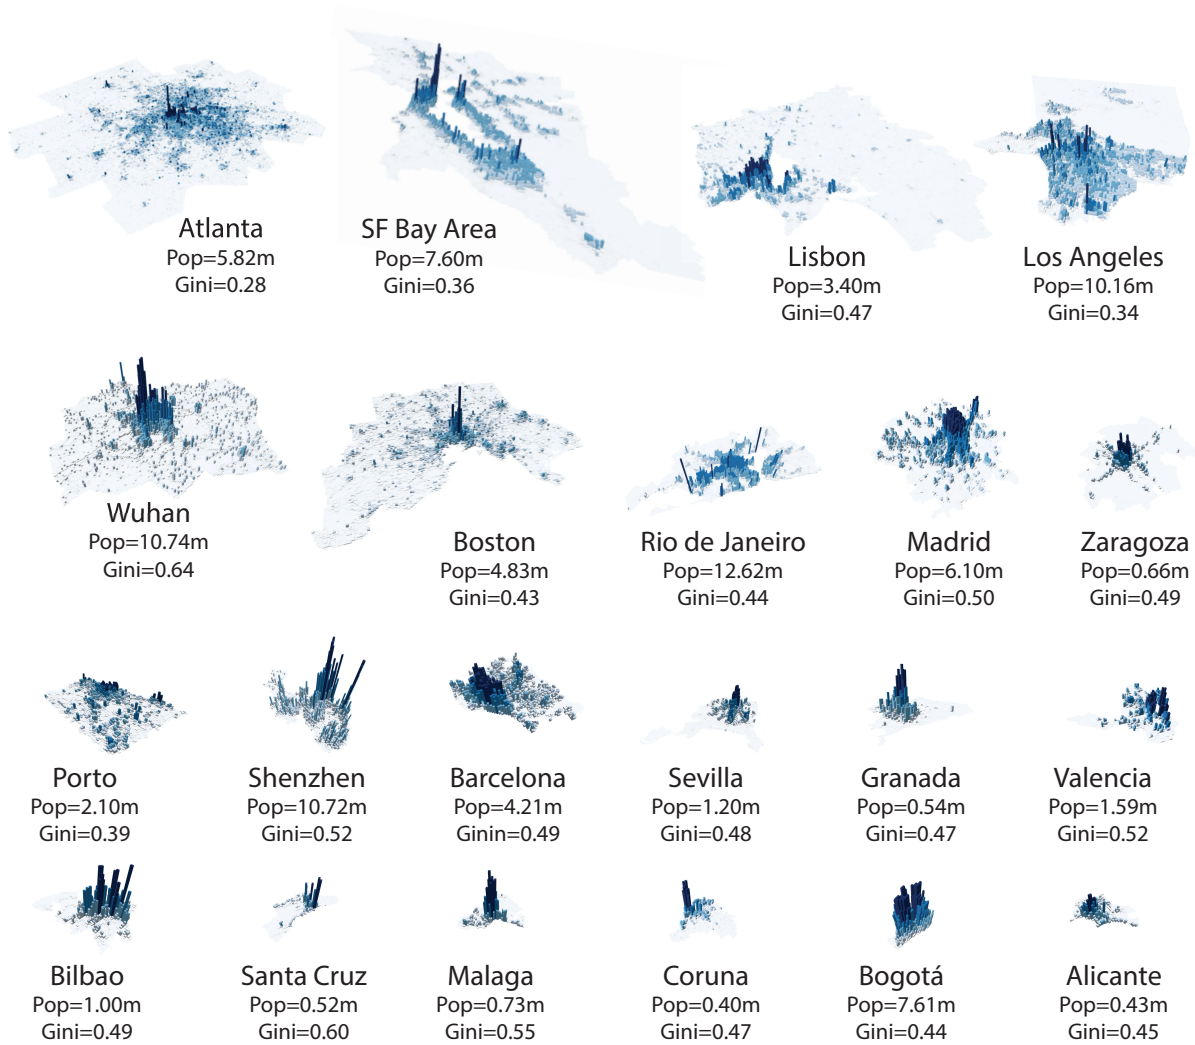 Atlanta
Pop=5.82m
Gini=0.28
SF Bay Area
Pop=7.60m
Gini=0.36
Lisbon
Pop=3.40m
Gini=0.47
Los Angeles
Pop=10.16m
Gini=0.34
Wuhan
Pop=10.74m
Gini=0.64
Boston
Pop=4.83m
Gini=0.43
Rio de Janeiro
Pop=12.62m
Gini=0.44
Madrid
Pop=6.10m
Gini=0.50
Zaragoza
Pop=0.66m
Gini=0.49
Porto
Pop=2.10m
Gini=0.39
Shenzhen
Pop=10.72m
Gini=0.52
Barcelona
Pop=4.21m
Ginin=0.49
Sevilla
Pop=1.20m
Gini=0.48
Granada
Pop=0.54m
Gini=0.47
Valencia
Pop=1.59m
Gini=0.52
Bilbao
Pop=1.00m
Gini=0.49
Santa Cruz
Pop=0.52m
Gini=0.60
Malaga
Pop=0.73m
Gini=0.55
Coruna
Pop=0.40m
Gini=0.47
Bogotá
Pop=7.61m
Gini=0.44
Alicante
Pop=0.43m
Gini=0.45